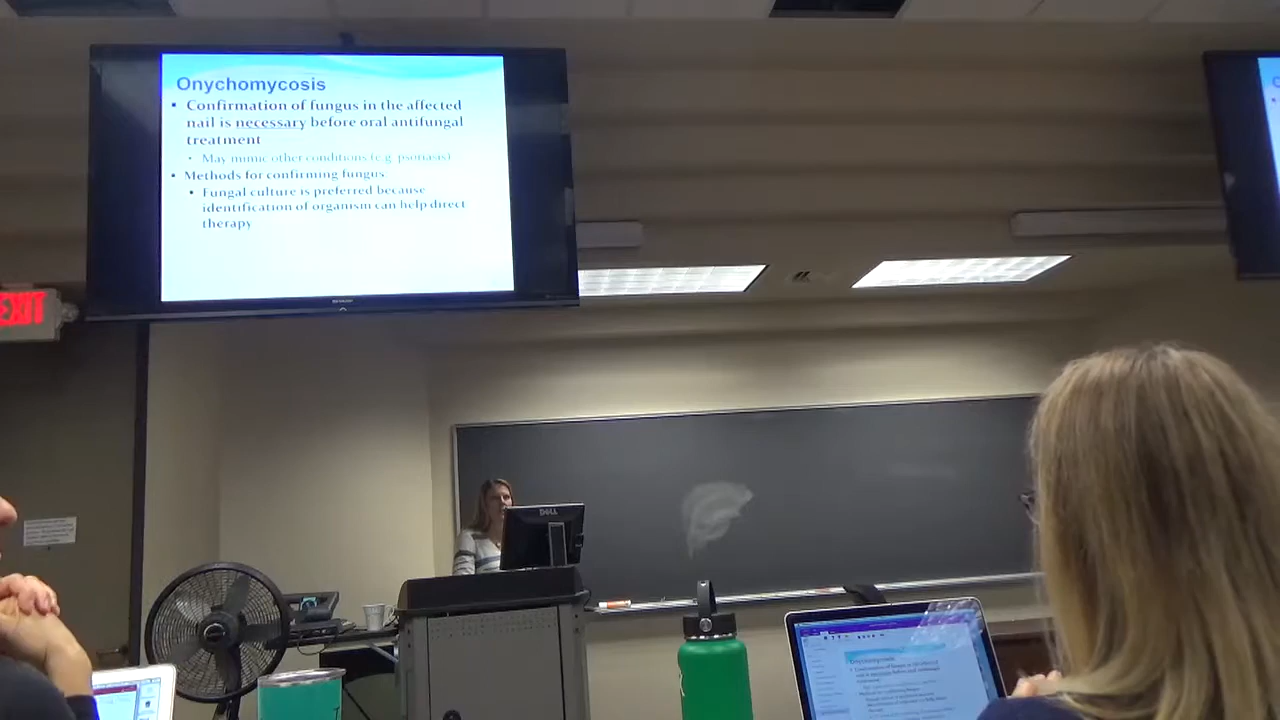 Onychomycosis
• Confirmation of fungus in the affected
nail is necessary before oral antifungal
treatment
• May mimic other conditions (e.g. psoriasis)
• Methods for confirming fungus:
• Fungal culture is preferred because
identification of organism can help direct
therapy
EXIT
DELL
Onychomycosis